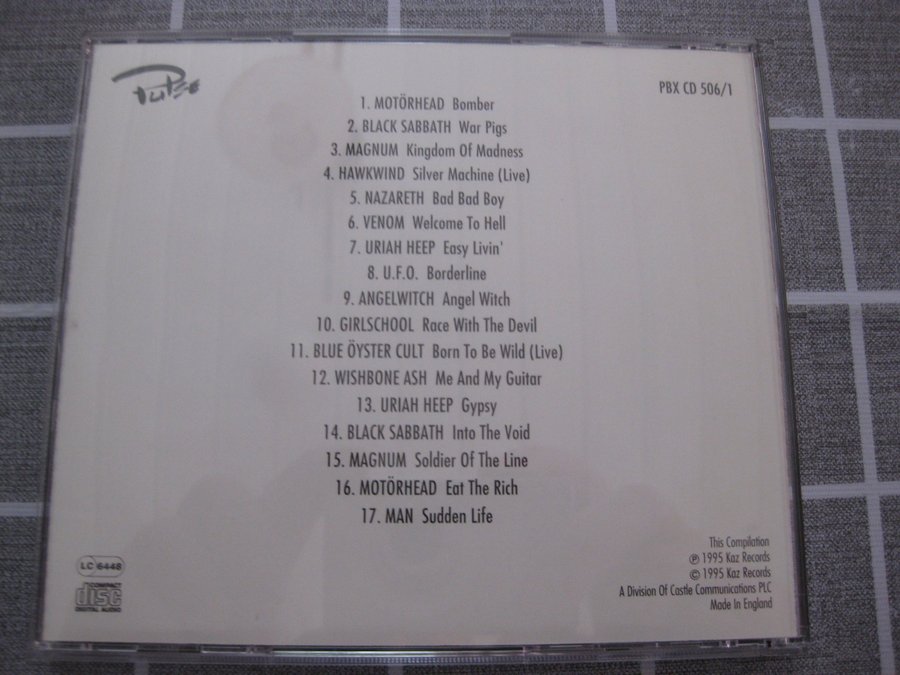 Pulse
PBX CD 506/1
1. MOTÖRHEAD Bomber
2. BLACK SABBATH War Pigs
3. MAGNUM Kingdom Of Madness
4. HAWKWIND Silver Machine (Live)
5. NAZARETH Bad Bad Boy
6. VENOM Welcome To Hell
7. URIAH HEEP Easy Livin'
8. U.F.O. Borderline
9. ANGELWITCH Angel Witch
10. GIRLSCHOOL Race With The Devil
11. BLUE ÖYSTER CULT Born To Be Wild (Live)
12. WISHBONE ASH Me And My Guitar
13. URIAH HEEP Gypsy
14. BLACK SABBATH Into The Void
15. MAGNUM Soldier Of The Line
16. MOTÖRHEAD Eat The Rich
17. MAN Sudden Life
LC 6448
COMPACT
disc
DIGITAL AUDIO
This Compilation
℗ 1995 Kaz Records
© 1995 Kaz Records
A Division Of Castle Communications PLC
Made In England